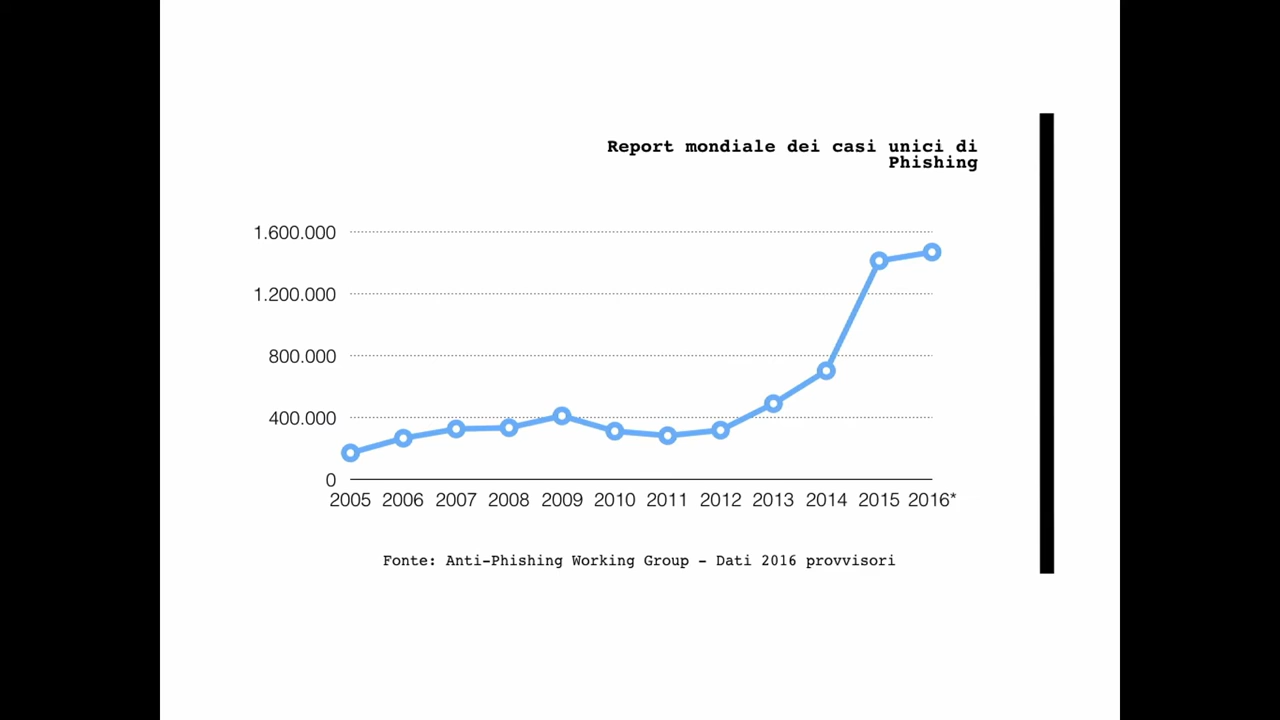 Report mondiale dei casi unici di
Phishing
1.600.000
1.200.000
800.000
400.000
0
2005 2006 2007 2008 2009 2010 2011 2012 2013 2014 2015 2016*
Fonte: Anti-Phishing Working Group - Dati 2016 provvisori